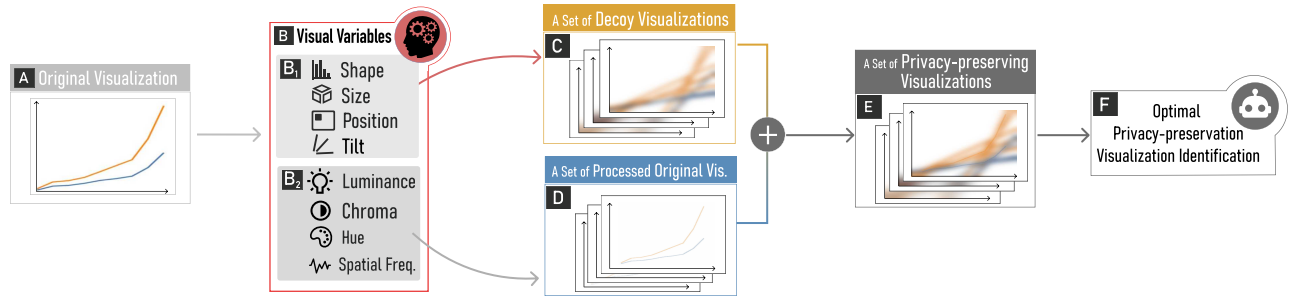 A Original Visualization
B Visual Variables
B1
Shape
Size
Position
Tilt
B2
Luminance
Chroma
Hue
Spatial Freq.
A Set of Decoy Visualizations
C
A Set of Processed Original Vis.
D
A Set of Privacy-preserving
Visualizations
E
F
Optimal
Privacy-preservation
Visualization Identification